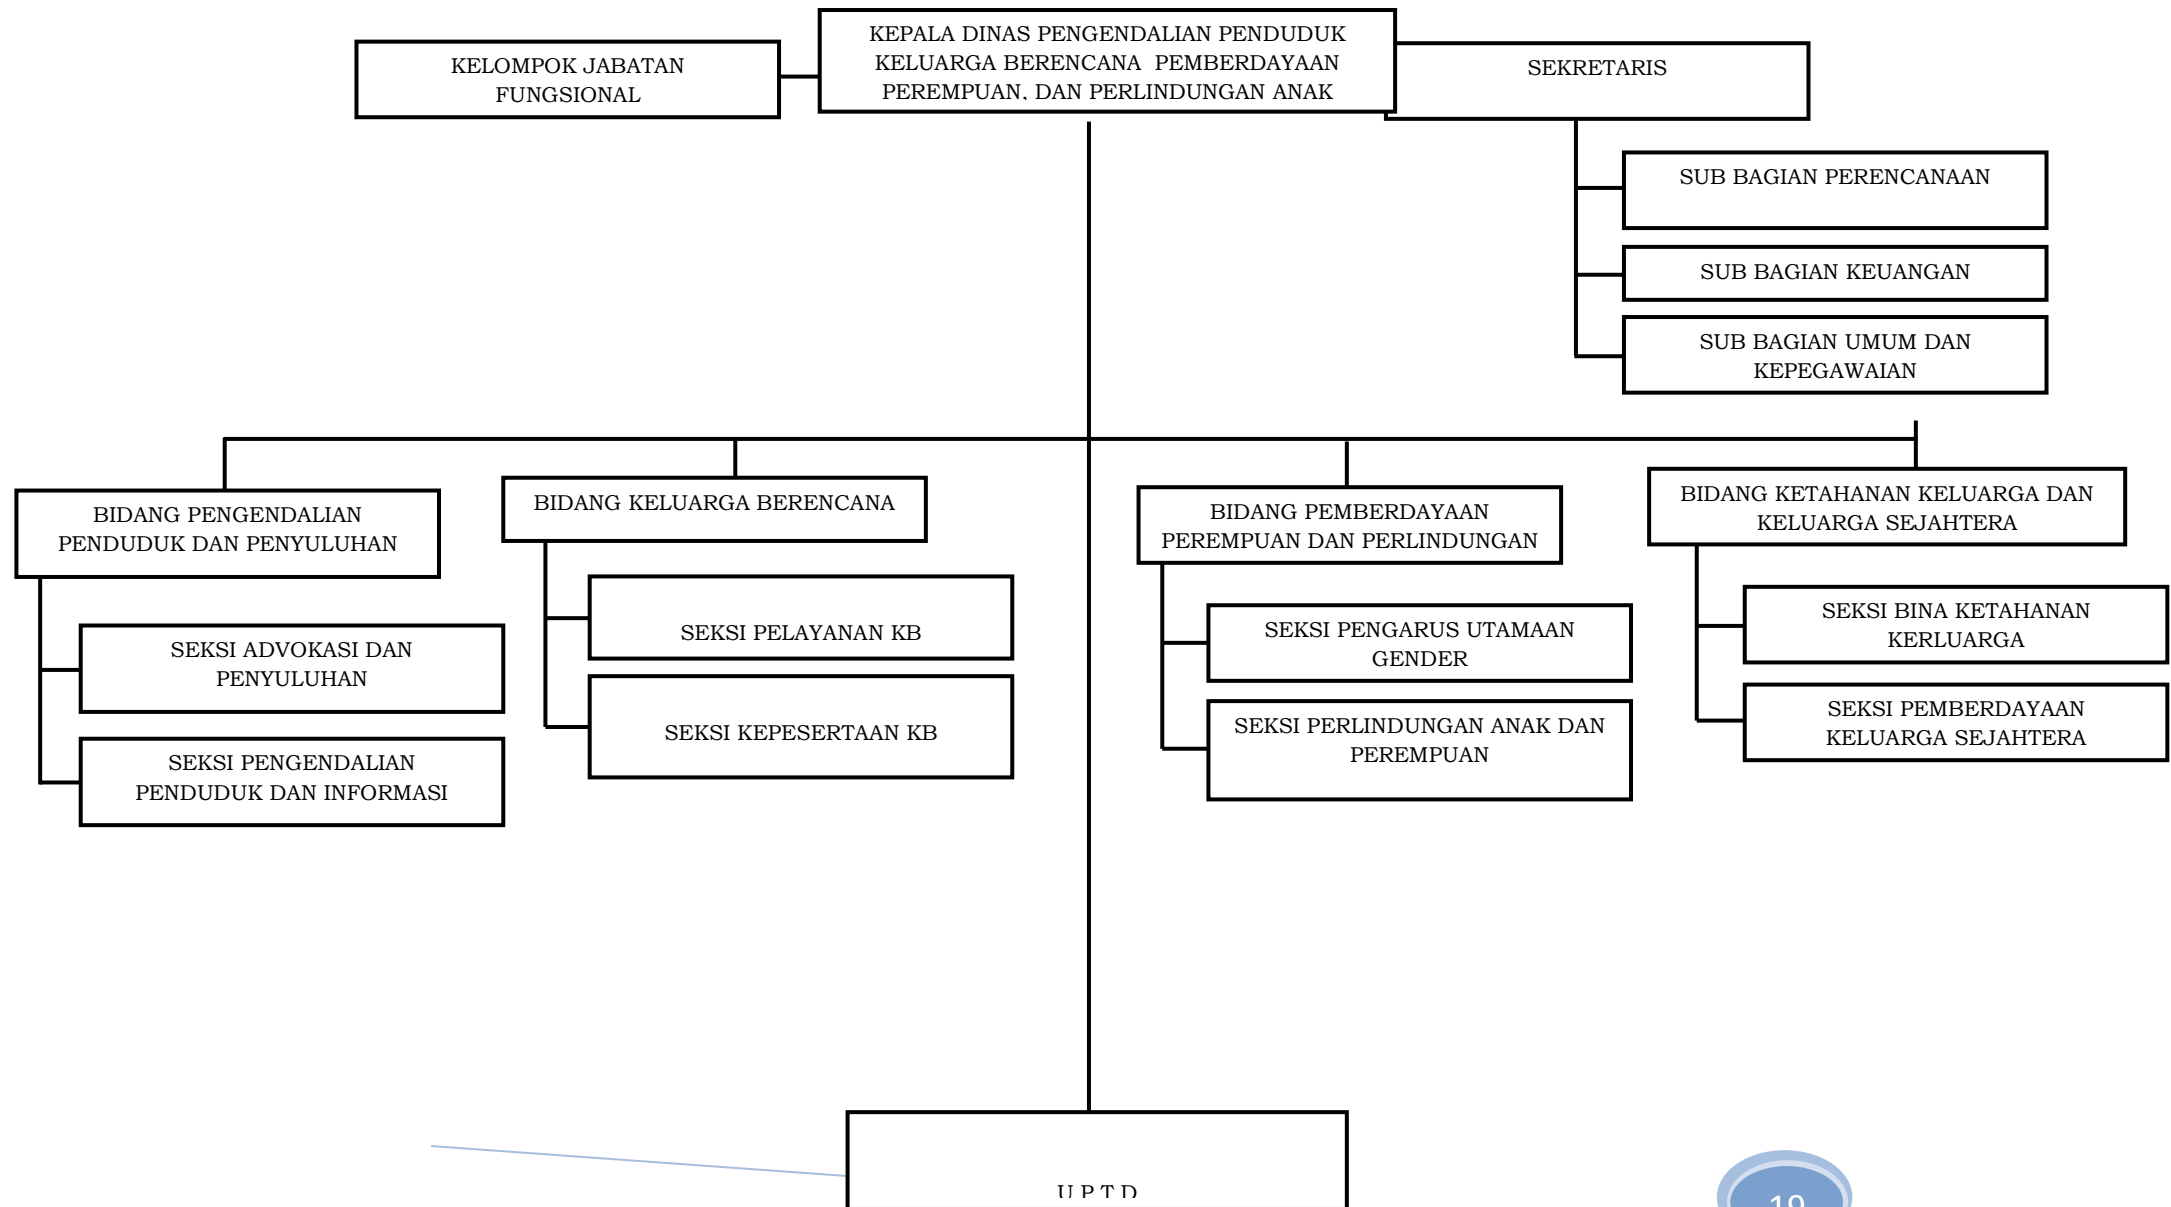 KELOMPOK JABATAN
FUNGSIONAL
KEPALA DINAS PENGENDALIAN PENDUDUK
KELUARGA BERENCANA PEMBERDAYAAN
PEREMPUAN, DAN PERLINDUNGAN ANAK
SEKRETARIS
SUB BAGIAN PERENCANAAN
SUB BAGIAN KEUANGAN
SUB BAGIAN UMUM DAN
KEPEGAWAIAN
BIDANG PENGENDALIAN
PENDUDUK DAN PENYULUHAN
SEKSI ADVOKASI DAN
PENYULUHAN
SEKSI PENGENDALIAN
PENDUDUK DAN INFORMASI
BIDANG KELUARGA BERENCANA
SEKSI PELAYANAN KB
SEKSI KEPESERTAAN KB
BIDANG PEMBERDAYAAN
PEREMPUAN DAN PERLINDUNGAN
SEKSI PENGARUS UTAMAAN
GENDER
SEKSI PERLINDUNGAN ANAK DAN
PEREMPUAN
BIDANG KETAHANAN KELUARGA DAN
KELUARGA SEJAHTERA
SEKSI BINA KETAHANAN
KERLUARGA
SEKSI PEMBERDAYAAN
KELUARGA SEJAHTERA
U P T D
19